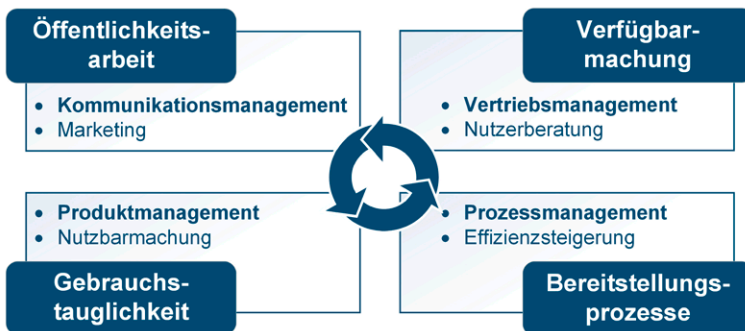 Öffentlichkeits-
arbeit
• Kommunikationsmanagement
• Marketing
Verfügbar-
machung
• Vertriebsmanagement
• Nutzerberatung
• Produktmanagement
• Nutzbarmachung
Gebrauchs-
tauglichkeit
• Prozessmanagement
• Effizienzsteigerung
Bereitstellungs-
prozesse